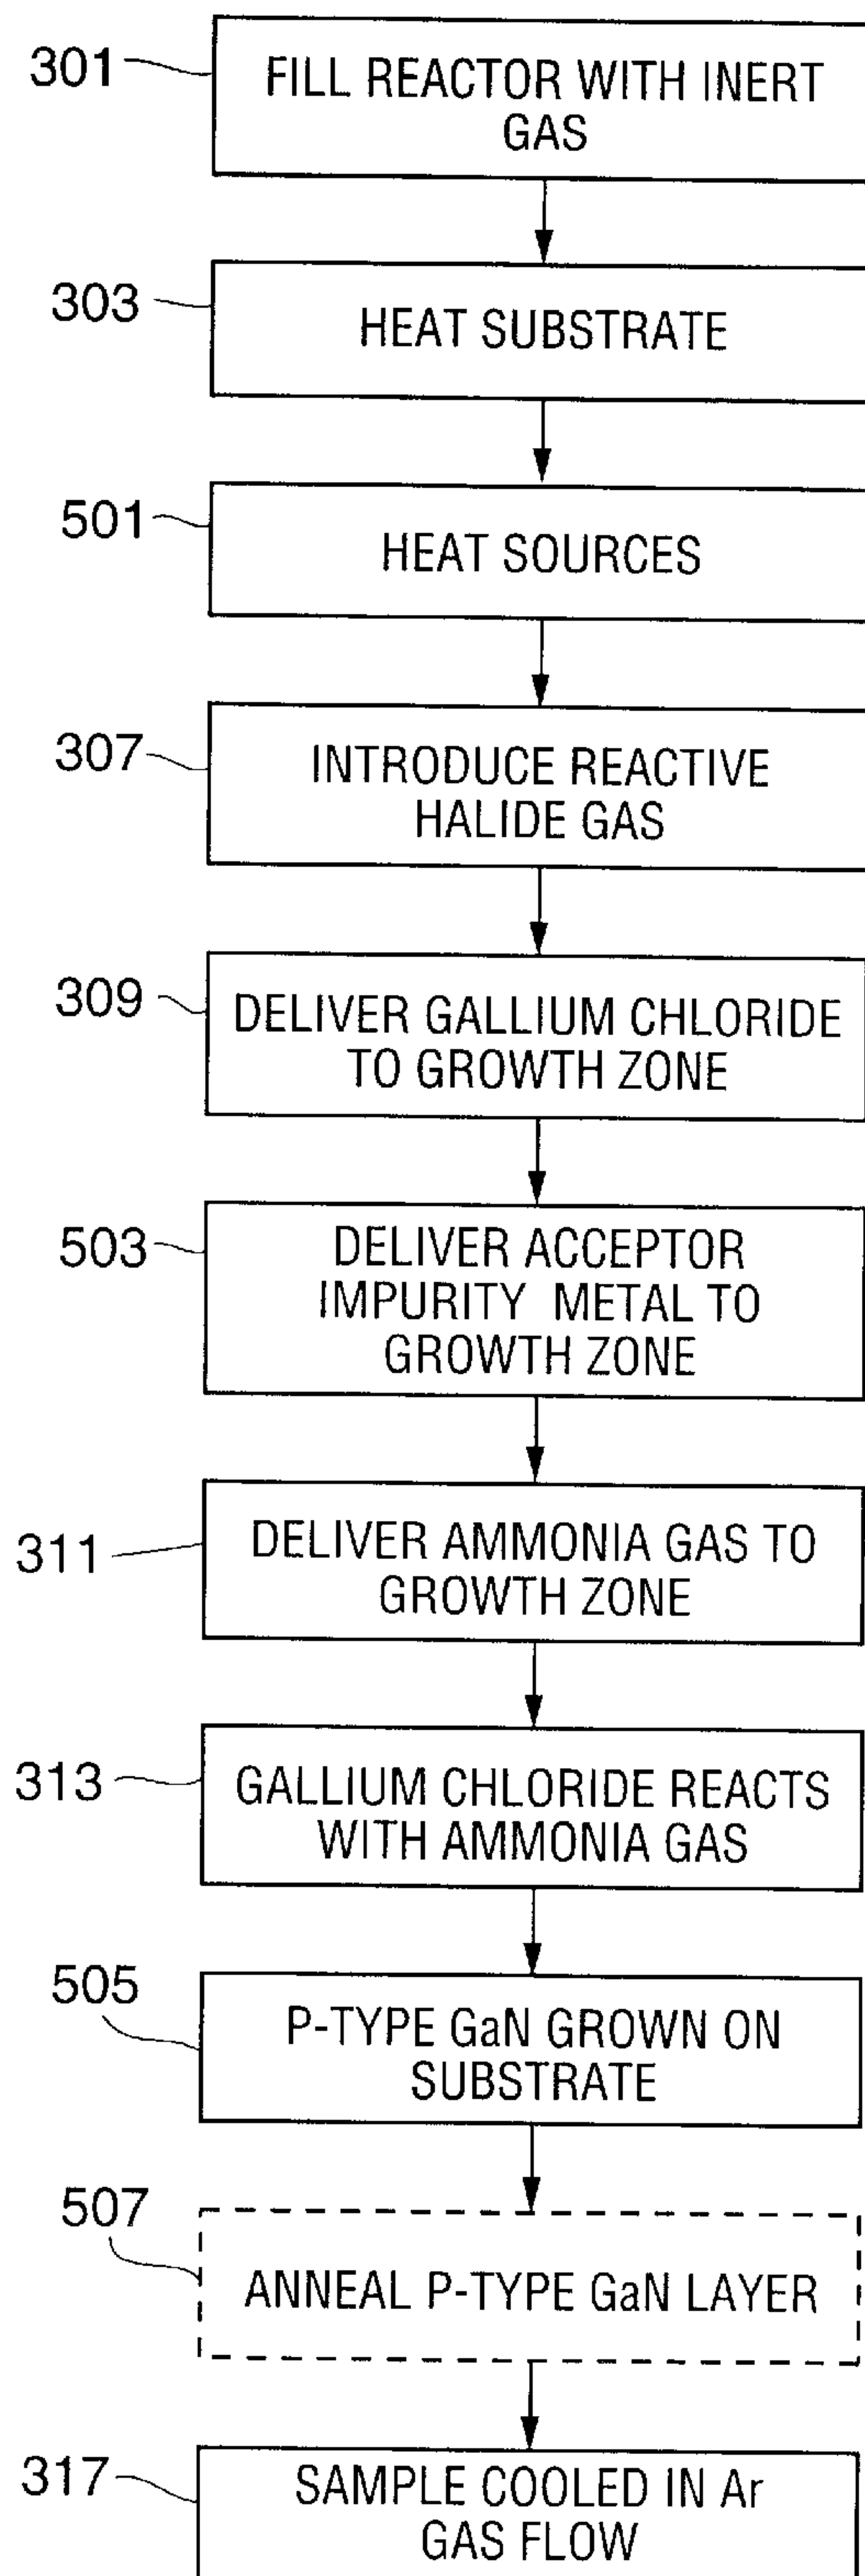 301
FILL REACTOR WITH INERT
GAS
303
HEAT SUBSTRATE
501
HEAT SOURCES
307
INTRODUCE REACTIVE
HALIDE GAS
309
DELIVER GALLIUM CHLORIDE
TO GROWTH ZONE
503
DELIVER ACCEPTOR
IMPURITY METAL TO
GROWTH ZONE
311
DELIVER AMMONIA GAS TO
GROWTH ZONE
313
GALLIUM CHLORIDE REACTS
WITH AMMONIA GAS
505
P-TYPE GaN GROWN ON
SUBSTRATE
507
ANNEAL P-TYPE GaN LAYER
317
SAMPLE COOLED IN Ar
GAS FLOW